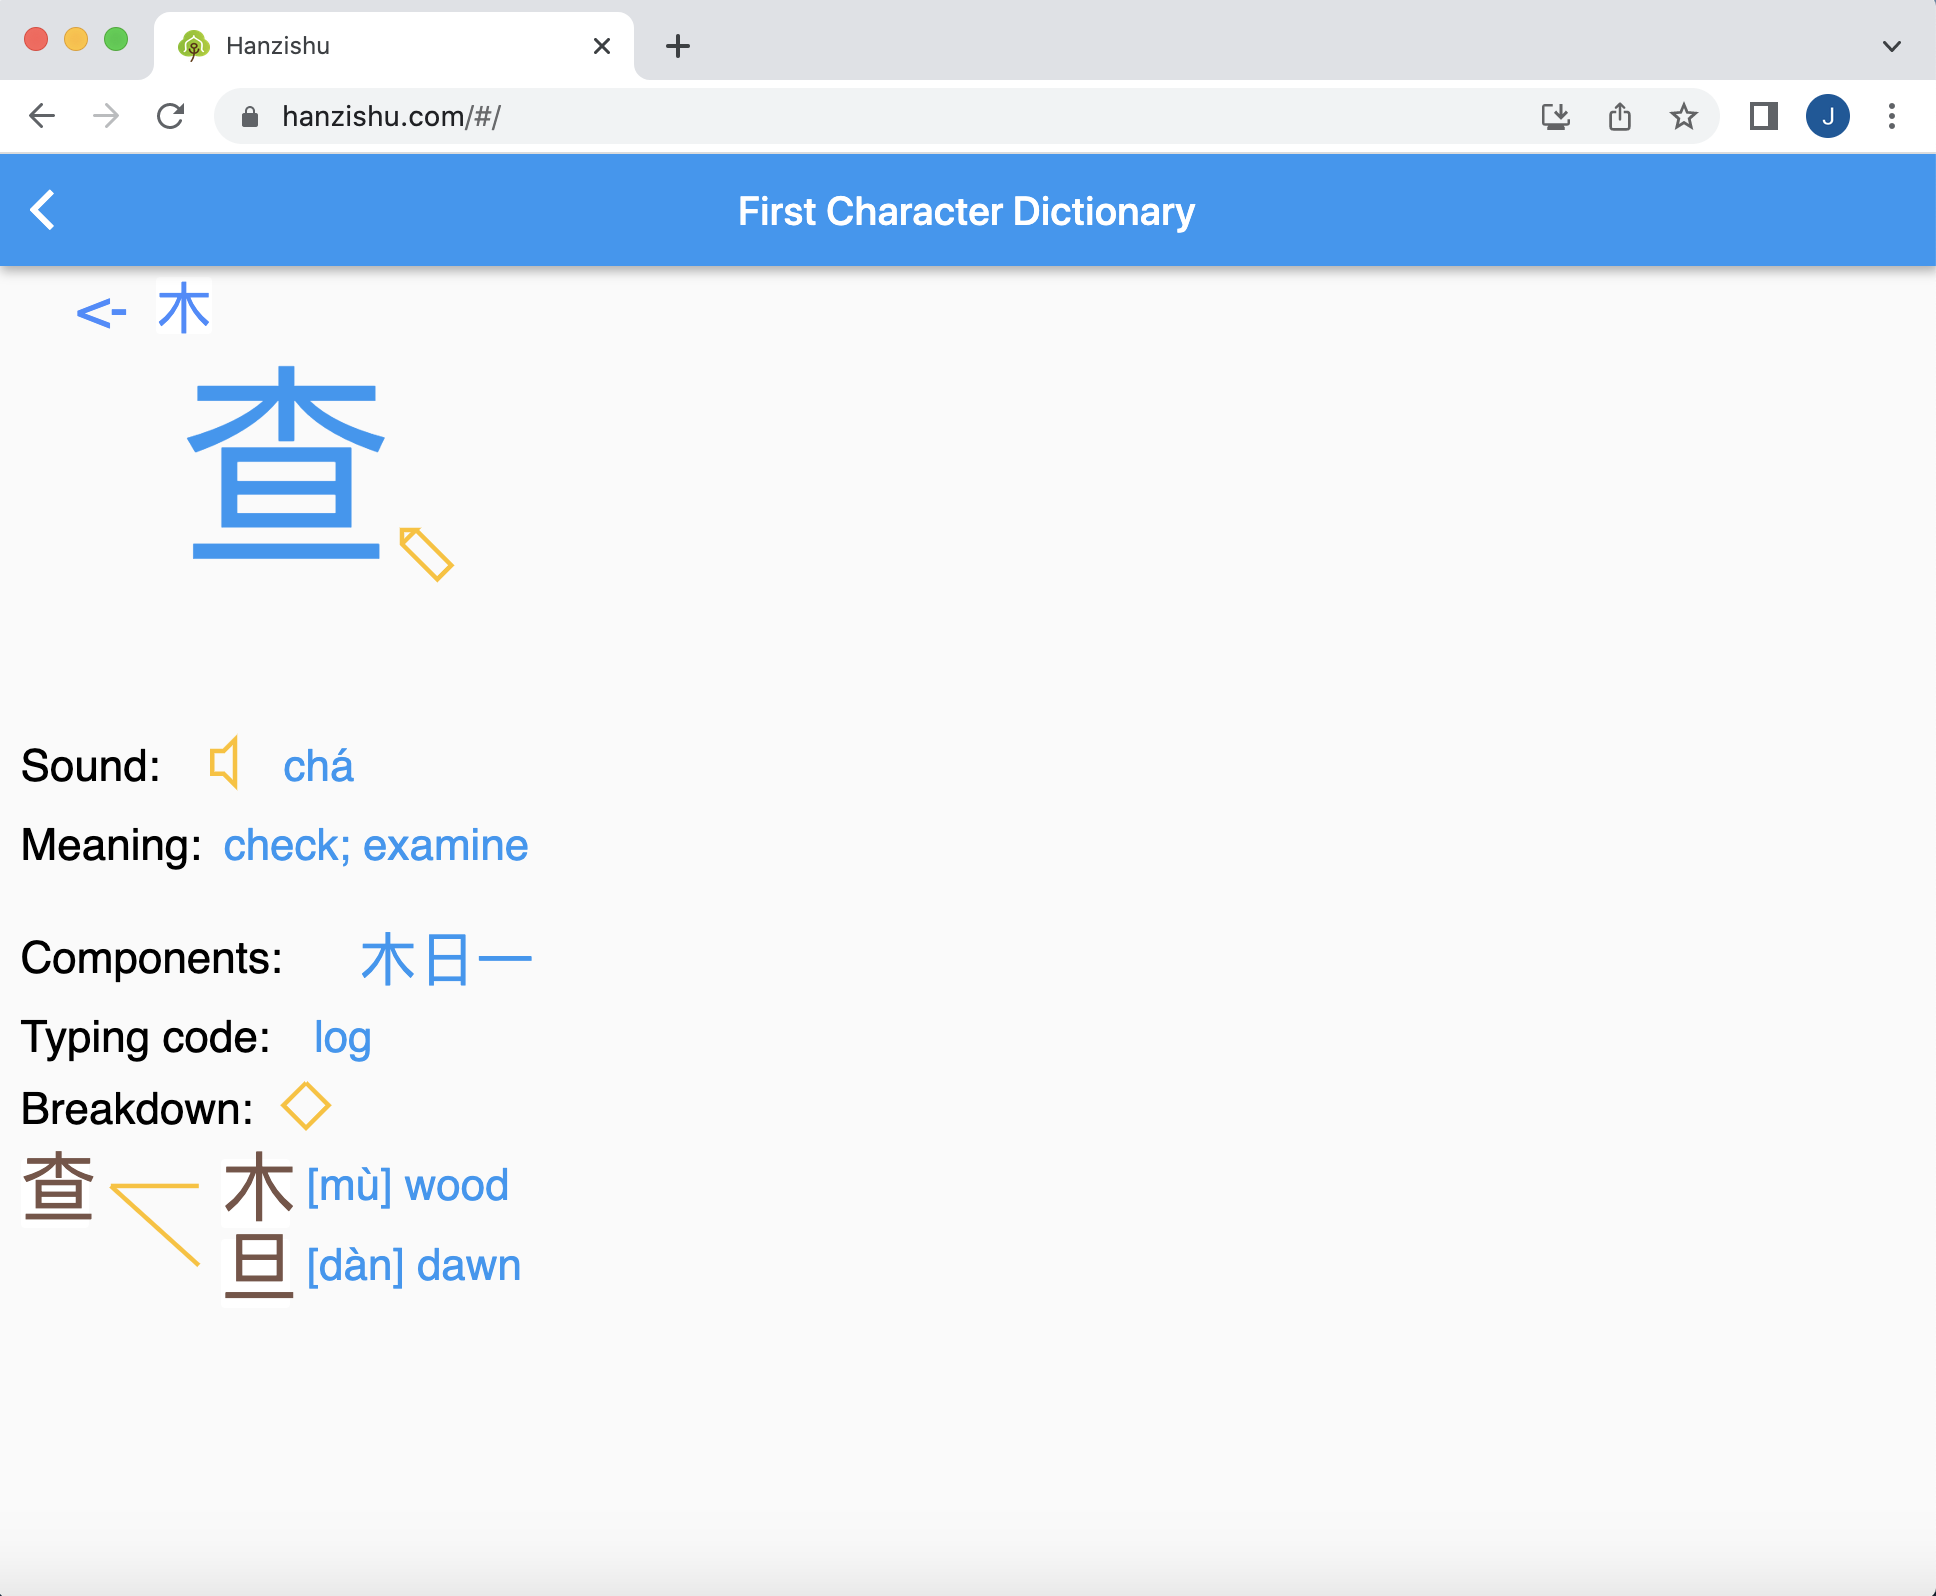 Hanzishu
hanzishu.com/#/
J
First Character Dictionary
<- 木
查
Sound: chá
Meaning: check; examine
Components: 木日一
Typing code: log
Breakdown:
查 木 [mù] wood
旦 [dàn] dawn